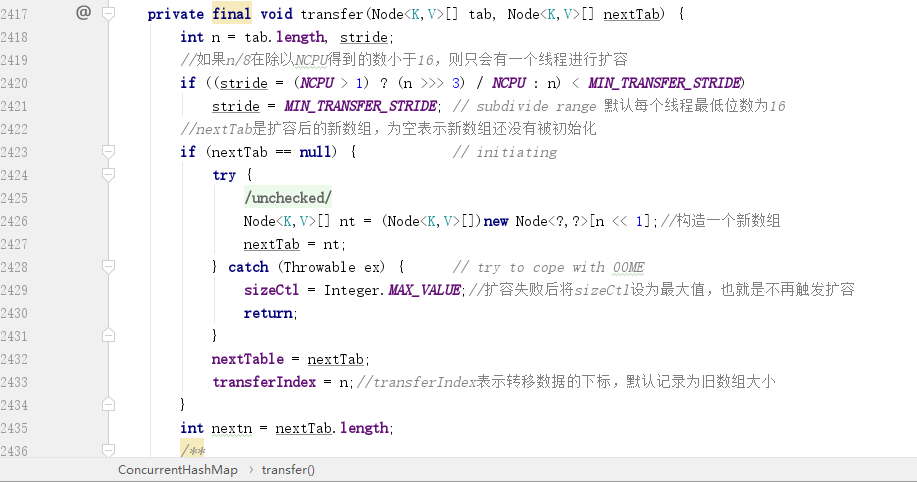 2417 @ private final void transfer(Node<K,V>[] tab, Node<K,V>[] nextTab) {
2418 int n = tab.length, stride;
2419 //如果n/8在除以NCPU得到的数小于16，则只会有一个线程进行扩容
2420 if ((stride = (NCPU > 1) ? (n >>> 3) / NCPU : n) < MIN_TRANSFER_STRIDE)
2421 stride = MIN_TRANSFER_STRIDE; // subdivide range 默认每个线程最低位数为16
2422 //nextTab是扩容后的新数组，为空表示新数组还没有被初始化
2423 if (nextTab == null) { // initiating
2424 try {
2425 /unchecked/
2426 Node<K,V>[] nt = (Node<K,V>[])new Node<?,?>[n << 1];//构造一个新数组
2427 nextTab = nt;
2428 } catch (Throwable ex) { // try to cope with OOME
2429 sizeCtl = Integer.MAX_VALUE;//扩容失败后将sizeCtl设为最大值，也就是不再触发扩容
2430 return;
2431 }
2432 nextTable = nextTab;
2433 transferIndex = n;//transferIndex表示转移数据的下标，默认记录为旧数组大小
2434 }
2435 int nextn = nextTab.length;
2436 /**
ConcurrentHashMap › transfer()